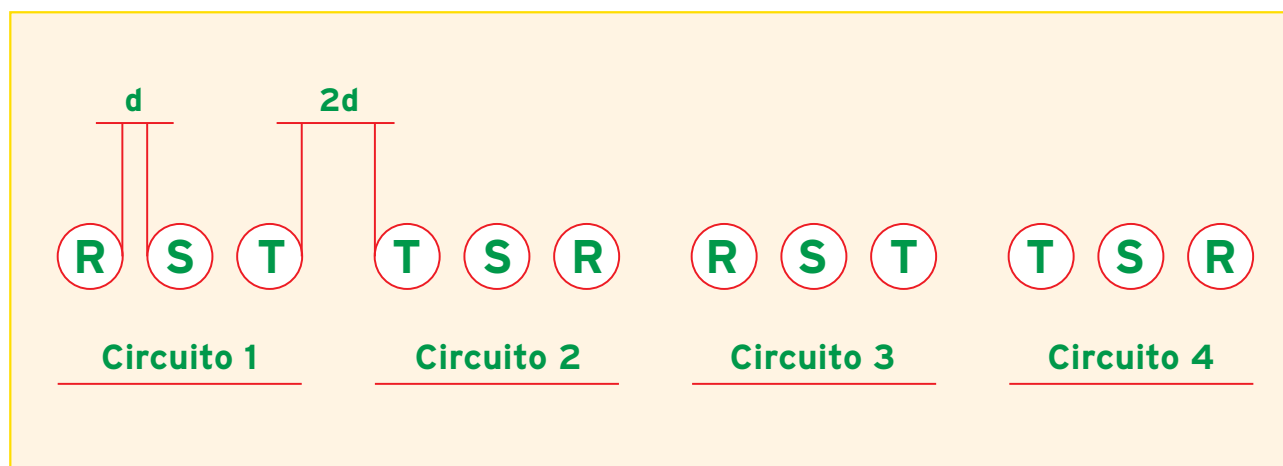 d 2d
R S T T S R R S T T S R
Circuito 1 Circuito 2 Circuito 3 Circuito 4